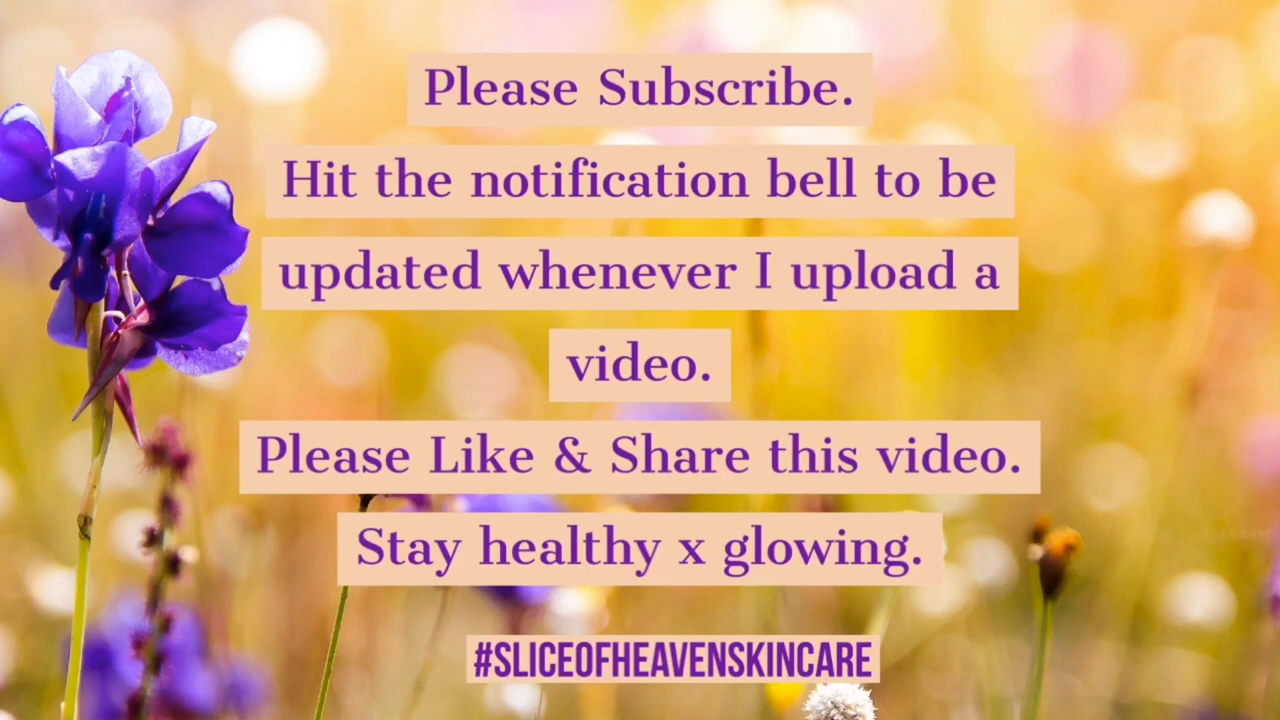 Please Subscribe.
Hit the notification bell to be
updated whenever I upload a
video.
Please Like & Share this video.
Stay healthy x glowing.
#SLICEOFHEAVENSKINCARE